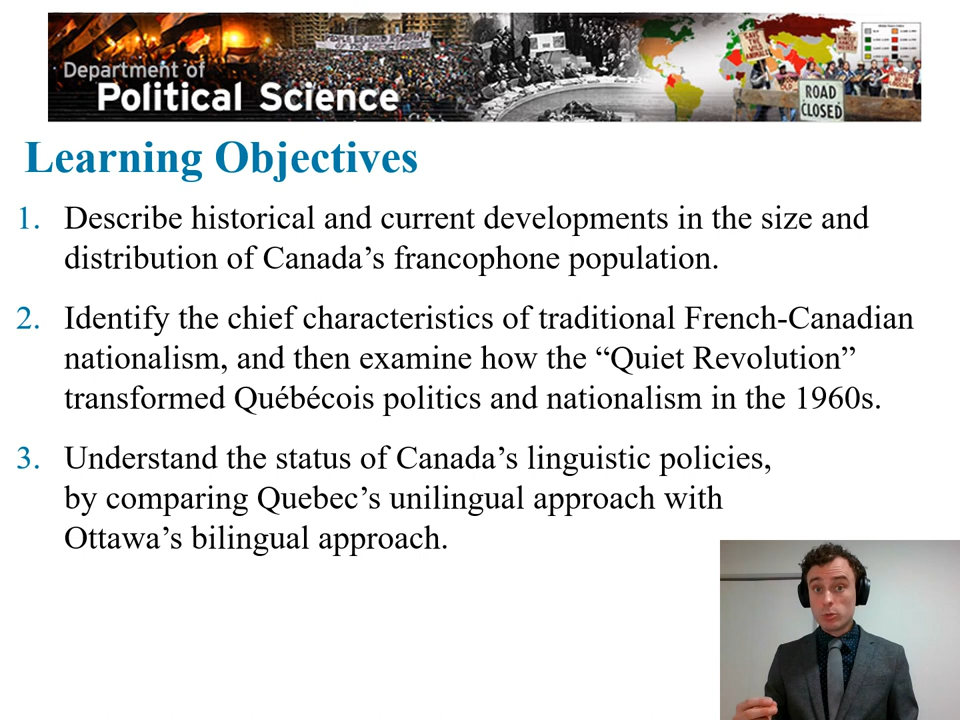 Department of
Political Science
ROAD
CLOSED
Learning Objectives
1. Describe historical and current developments in the size and
distribution of Canada’s francophone population.
2. Identify the chief characteristics of traditional French-Canadian
nationalism, and then examine how the “Quiet Revolution”
transformed Québécois politics and nationalism in the 1960s.
3. Understand the status of Canada’s linguistic policies,
by comparing Quebec’s unilingual approach with
Ottawa’s bilingual approach.